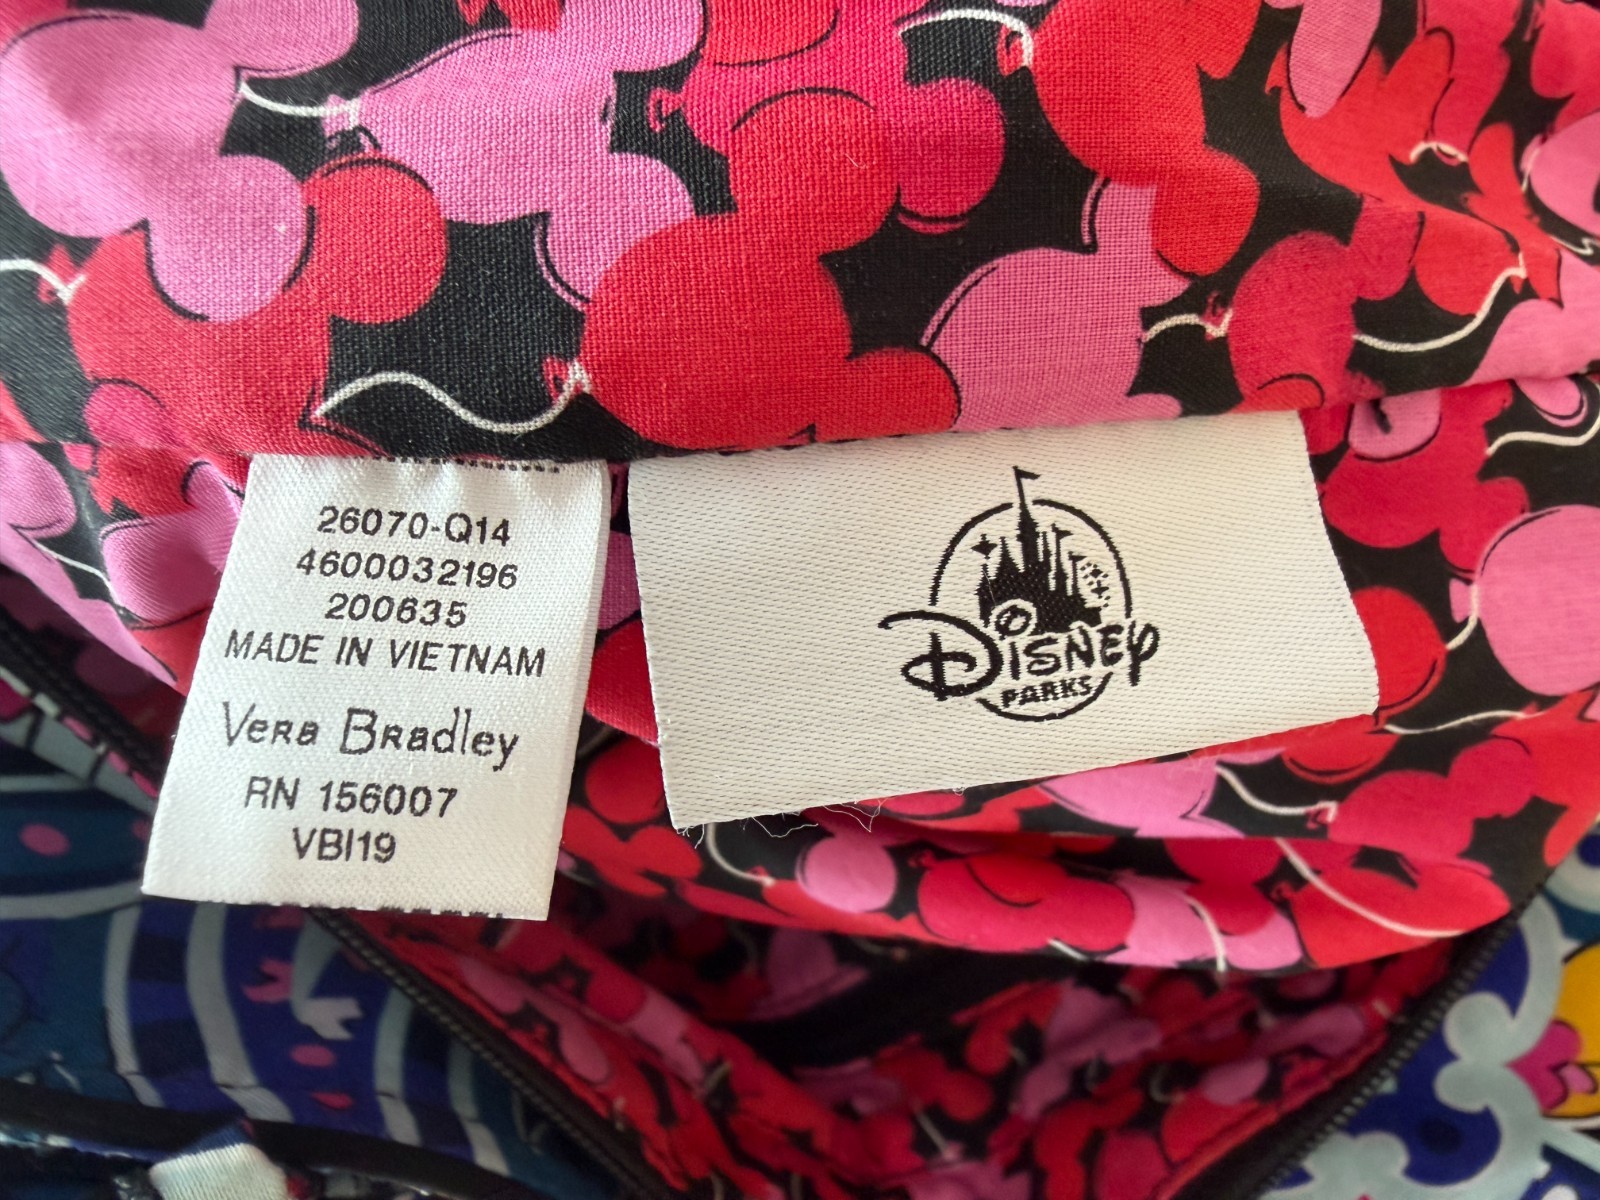 26070-Q14
4600032196
200635
MADE IN VIETNAM
Vera Bradley
RN 156007
VBI19
Disney
PARKS